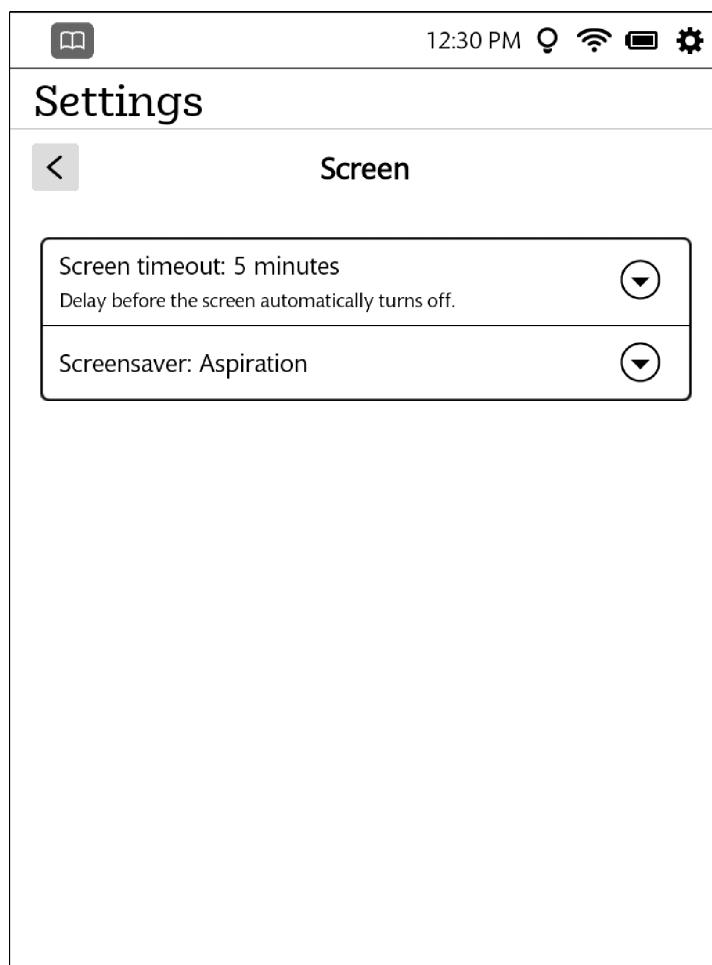 12:30 PM
Settings
Screen
Screen timeout: 5 minutes
Delay before the screen automatically turns off.
Screensaver: Aspiration